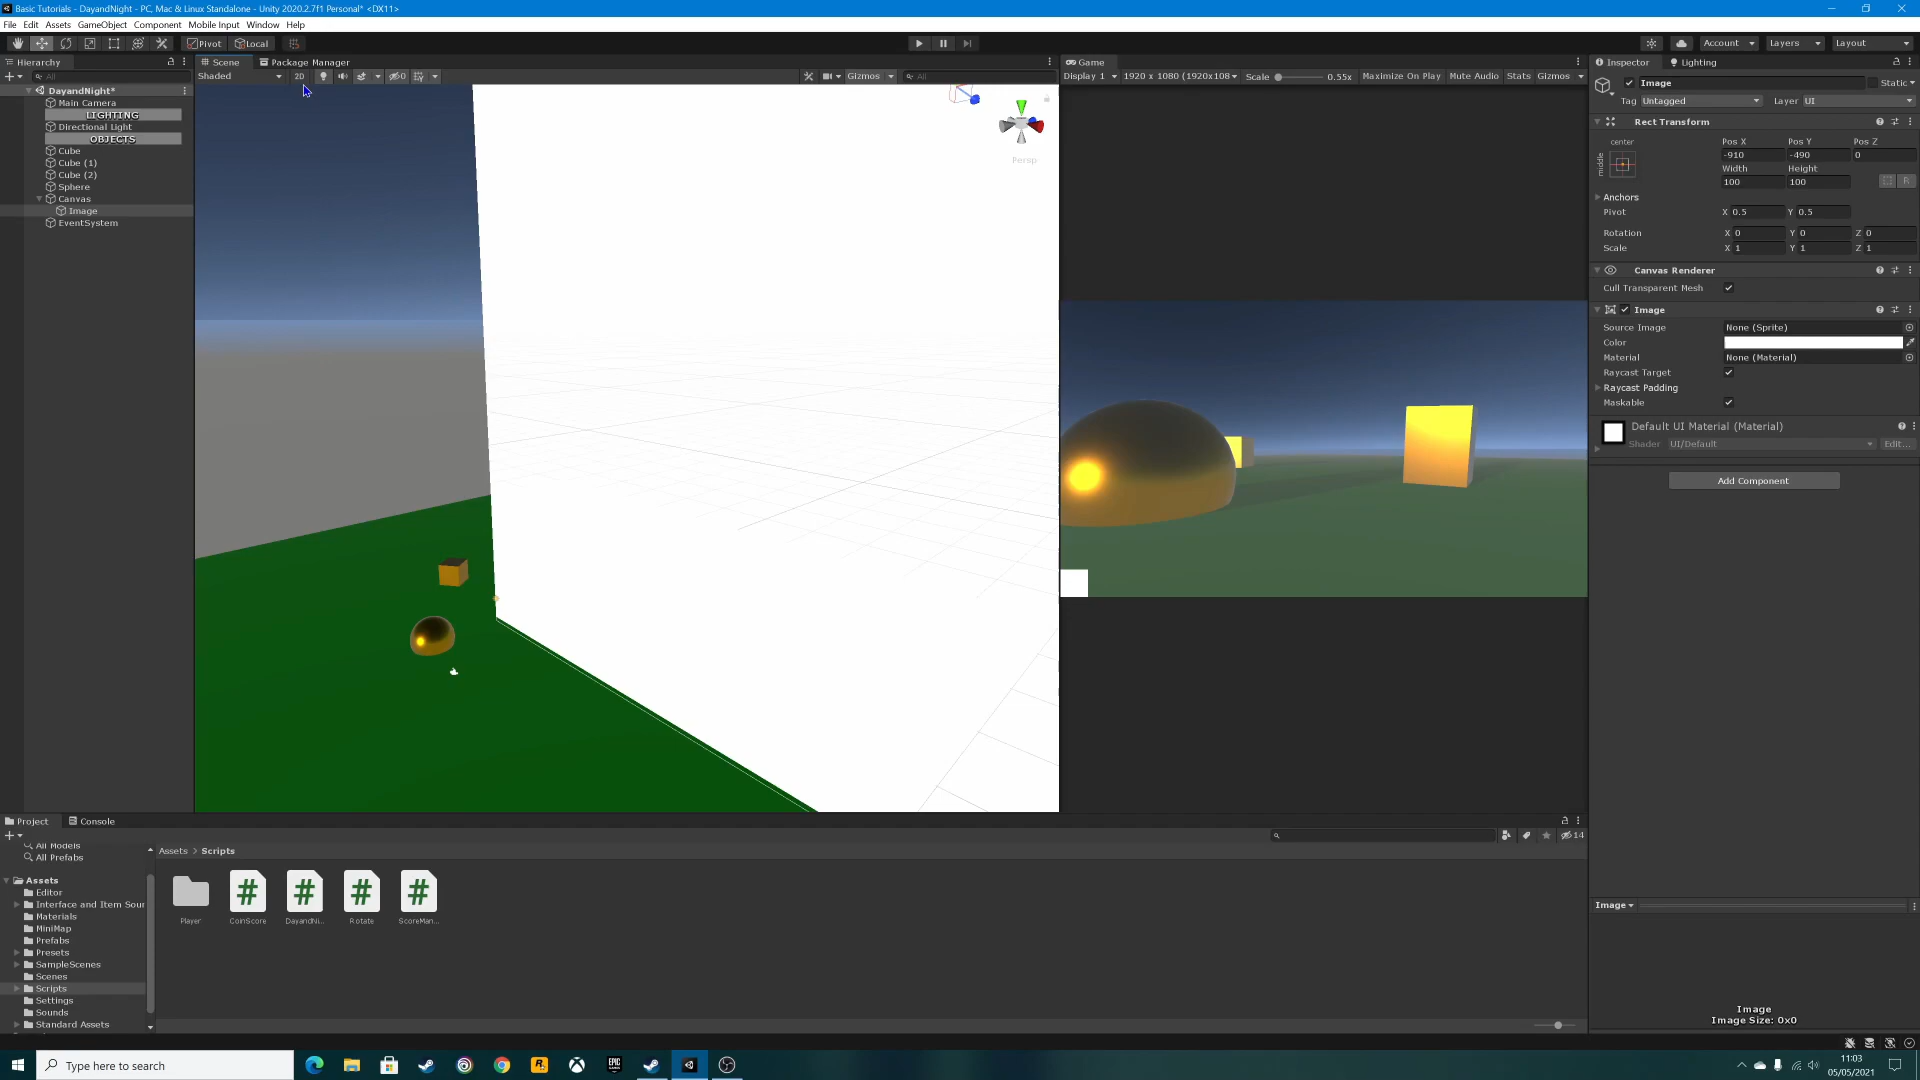 Basic Tutorials - DayandNight - PC, Mac & Linux Standalone - Unity 2020.2.7f1 Personal* <DX11>
File Edit Assets GameObject Component Mobile Input Window Help
Pivot Local Account Layers Layout
Hierarchy
All
DayandNight*
Main Camera
LIGHTING
Directional Light
OBJECTS
Cube
Cube (1)
Cube (2)
Sphere
Canvas
Image
EventSystem
Scene Package Manager
Shaded 2D 0 Gizmos All
Persp
Game
Display 1 1920 x 1080 (1920x108 Scale 0.55x Maximize On Play Mute Audio Stats Gizmos
Inspector Lighting
Image Static
Tag Untagged Layer UI
Rect Transform
center Pos X Pos Y Pos Z
middle -910 -490 0
Width Height
100 100 R
Anchors
Pivot X 0.5 Y 0.5
Rotation X 0 Y 0 Z 0
Scale X 1 Y 1 Z 1
Canvas Renderer
Cull Transparent Mesh
Image
Source Image None (Sprite)
Color
Material None (Material)
Raycast Target
Raycast Padding
Maskable
Default UI Material (Material)
Shader UI/Default Edit...
Add Component
Image
Image
Image Size: 0x0
Project Console
14
All Models
All Prefabs
Assets
Editor
Interface and Item Sour
Materials
MiniMap
Prefabs
Presets
SampleScenes
Scenes
Scripts
Settings
Sounds
Standard Assets
Assets > Scripts
Player CoinScore DayandNi... Rotate ScoreMan...
Type here to search
EPIC GAMES
11:03
05/05/2021